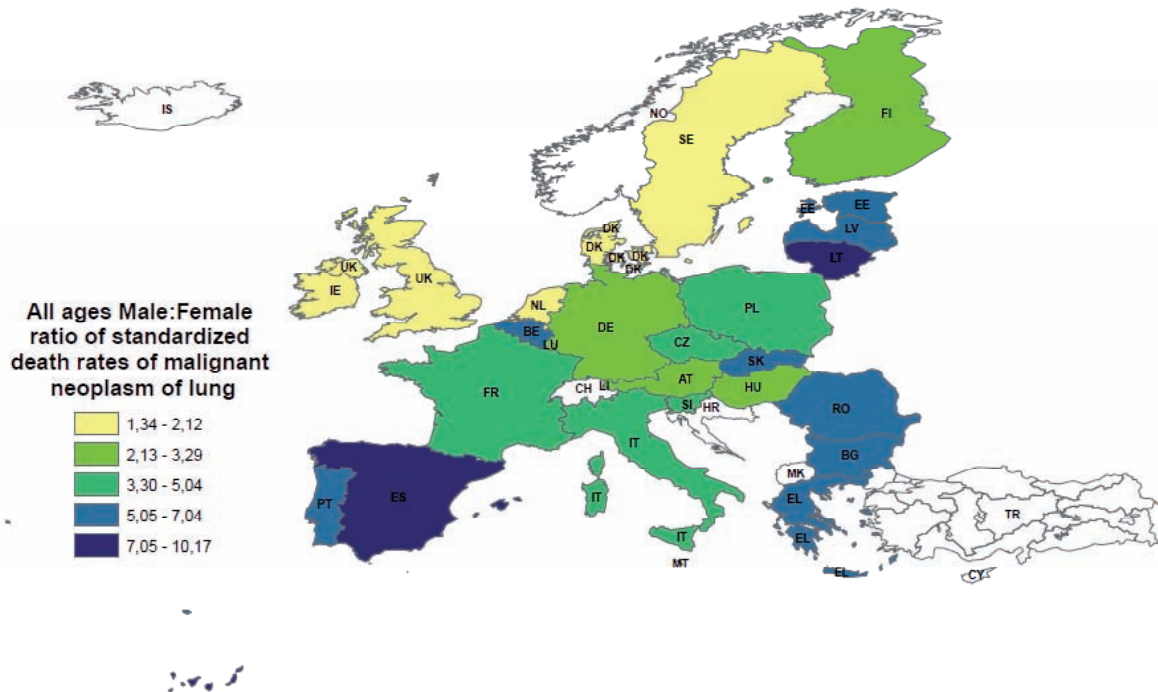 IS
NO
SE
FI
EE
EE
LV
LT
DK
DK
DK
DK
DK
UK
UK
IE
NL
BE
LU
DE
PL
CZ
SK
FR
CH
LI
AT
HU
SI
HR
IT
IT
IT
RO
BG
MK
PT
ES
EL
EL
EL
TR
CY
MT
All ages Male:Female
ratio of standardized
death rates of malignant
neoplasm of lung
1,34 - 2,12
2,13 - 3,29
3,30 - 5,04
5,05 - 7,04
7,05 - 10,17